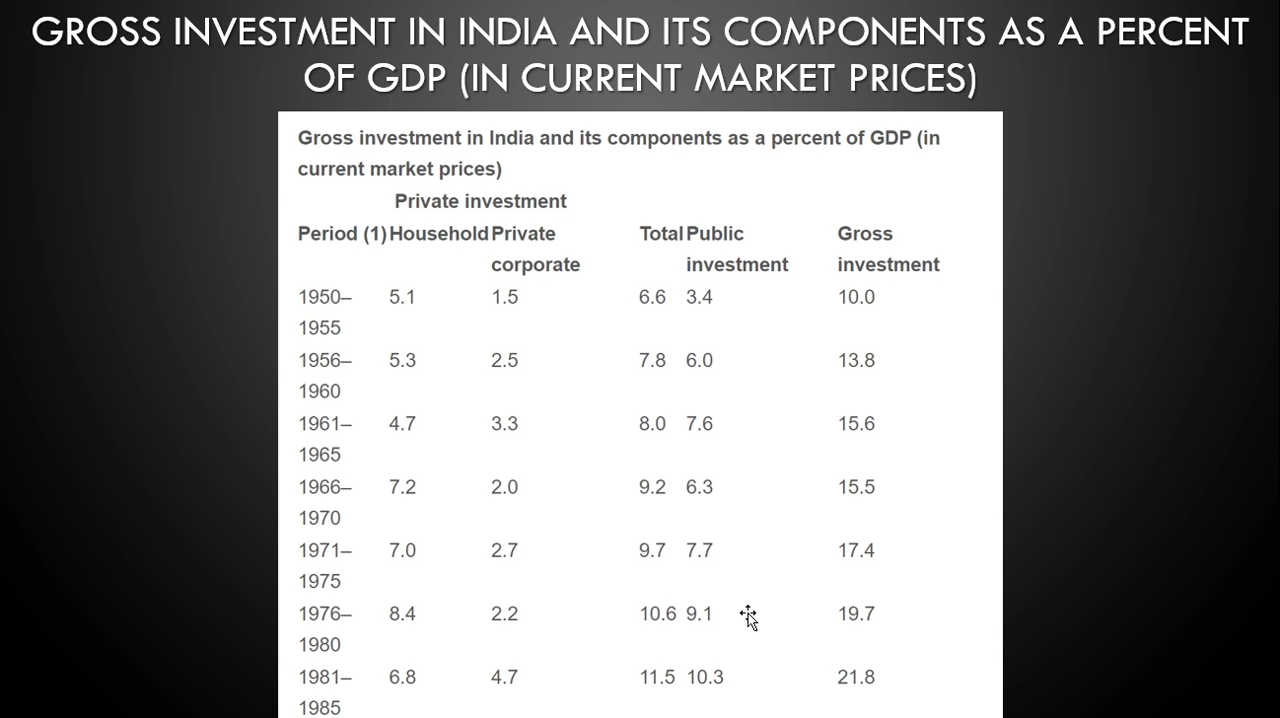 GROSS INVESTMENT IN INDIA AND ITS COMPONENTS AS A PERCENT
OF GDP (IN CURRENT MARKET PRICES)
Gross investment in India and its components as a percent of GDP (in
current market prices)
Private investment
Period (1) Household Private Total Public Gross
corporate investment investment
1950– 5.1 1.5 6.6 3.4 10.0
1955
1956– 5.3 2.5 7.8 6.0 13.8
1960
1961– 4.7 3.3 8.0 7.6 15.6
1965
1966– 7.2 2.0 9.2 6.3 15.5
1970
1971– 7.0 2.7 9.7 7.7 17.4
1975
1976– 8.4 2.2 10.6 9.1 19.7
1980
1981– 6.8 4.7 11.5 10.3 21.8
1985